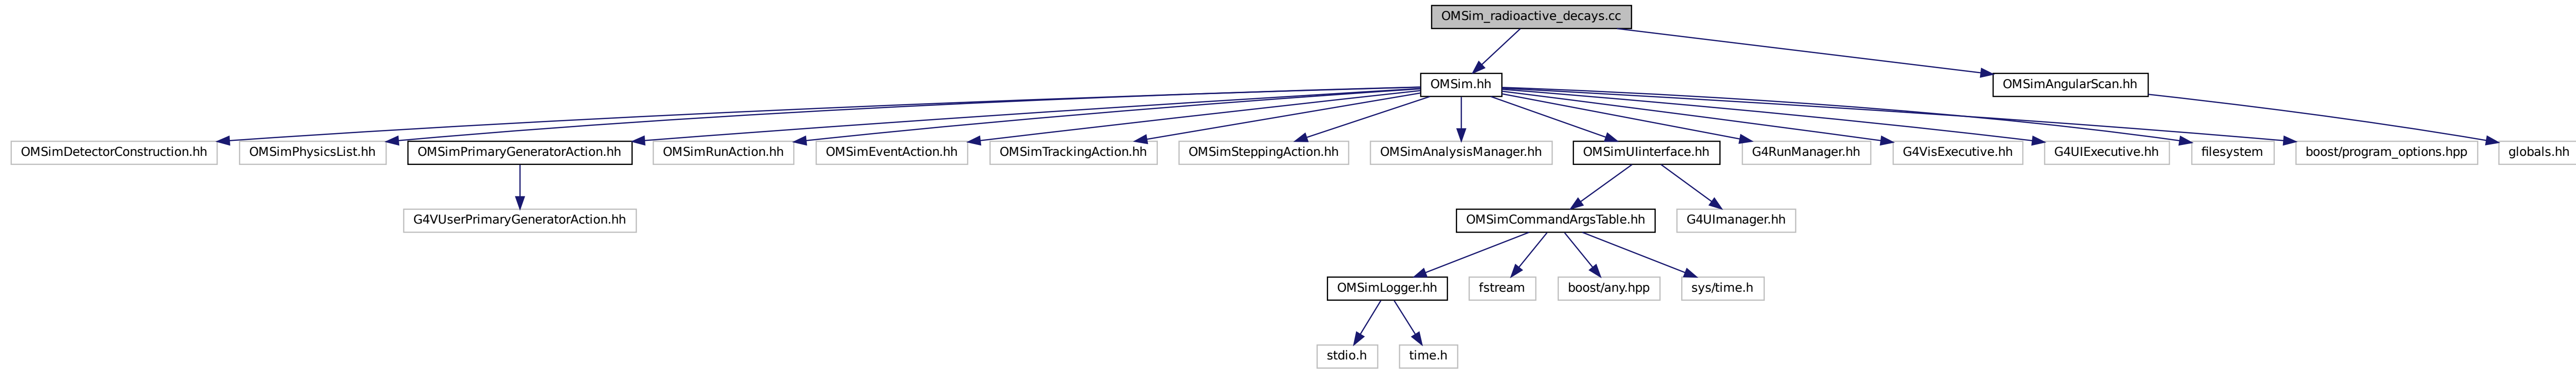 OMSim_radioactive_decays.cc
OMSim.hh
OMSimAngularScan.hh
OMSimDetectorConstruction.hh
OMSimPhysicsList.hh
OMSimPrimaryGeneratorAction.hh
OMSimRunAction.hh
OMSimEventAction.hh
OMSimTrackingAction.hh
OMSimSteppingAction.hh
OMSimAnalysisManager.hh
OMSimUIinterface.hh
G4RunManager.hh
G4VisExecutive.hh
G4UIExecutive.hh
filesystem
boost/program_options.hpp
globals.hh
G4VUserPrimaryGeneratorAction.hh
OMSimCommandArgsTable.hh
G4UImanager.hh
OMSimLogger.hh
fstream
boost/any.hpp
sys/time.h
stdio.h
time.h